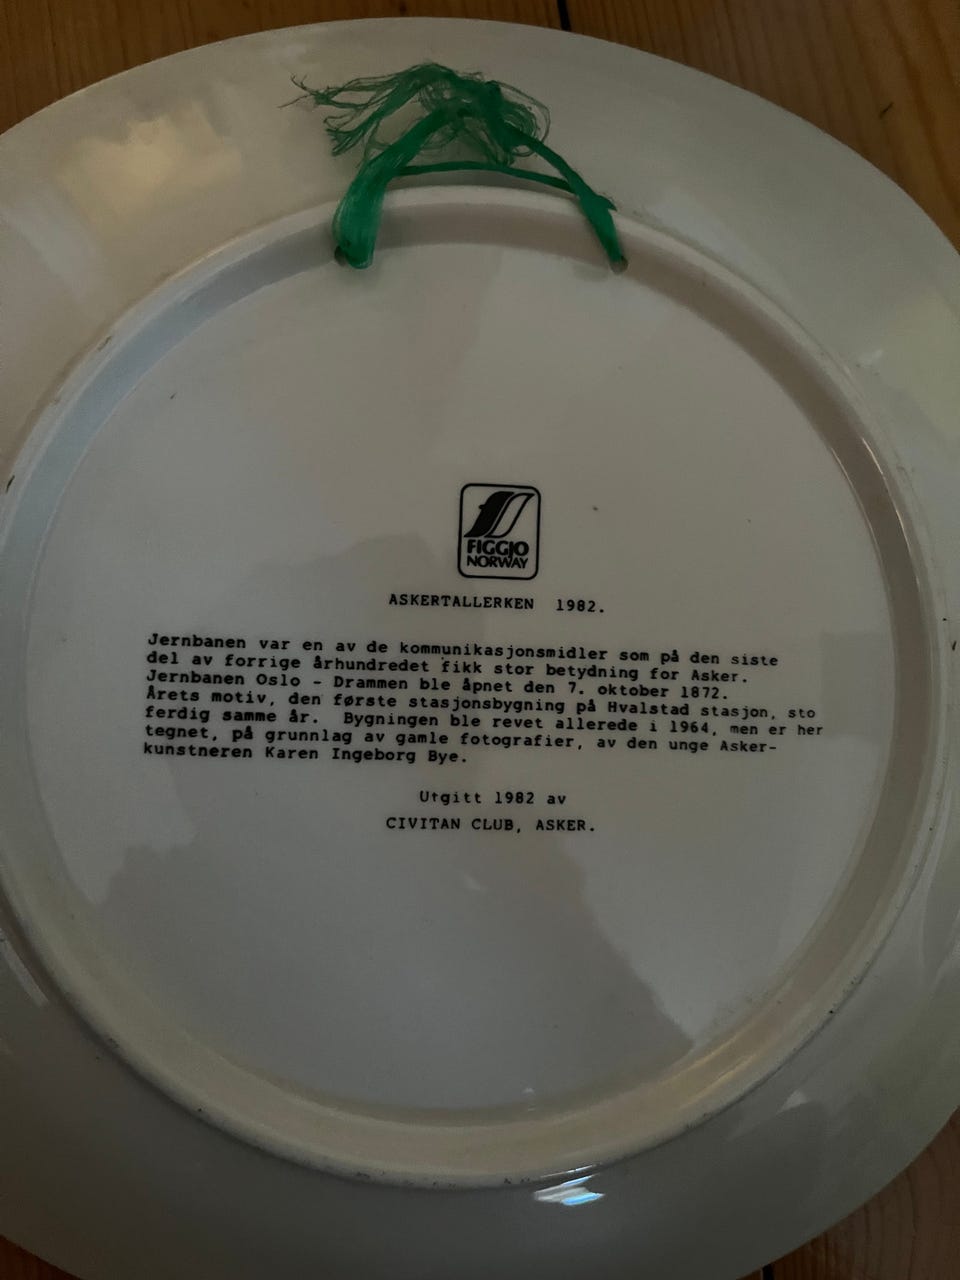 FIGGJO
NORWAY
ASKERTALLERKEN 1982.
Jernbanen var en av de kommunikasjonsmidler som på den siste
del av forrige århundredet fikk stor betydning for Asker.
Jernbanen Oslo - Drammen ble åpnet den 7. oktober 1872.
Årets motiv, den første stasjonsbygning på Hvalstad stasjon, sto
ferdig samme år. Bygningen ble revet allerede i 1964, men er her
tegnet, på grunnlag av gamle fotografier, av den unge Asker-
kunstneren Karen Ingeborg Bye.
Utgitt 1982 av
CIVITAN CLUB, ASKER.